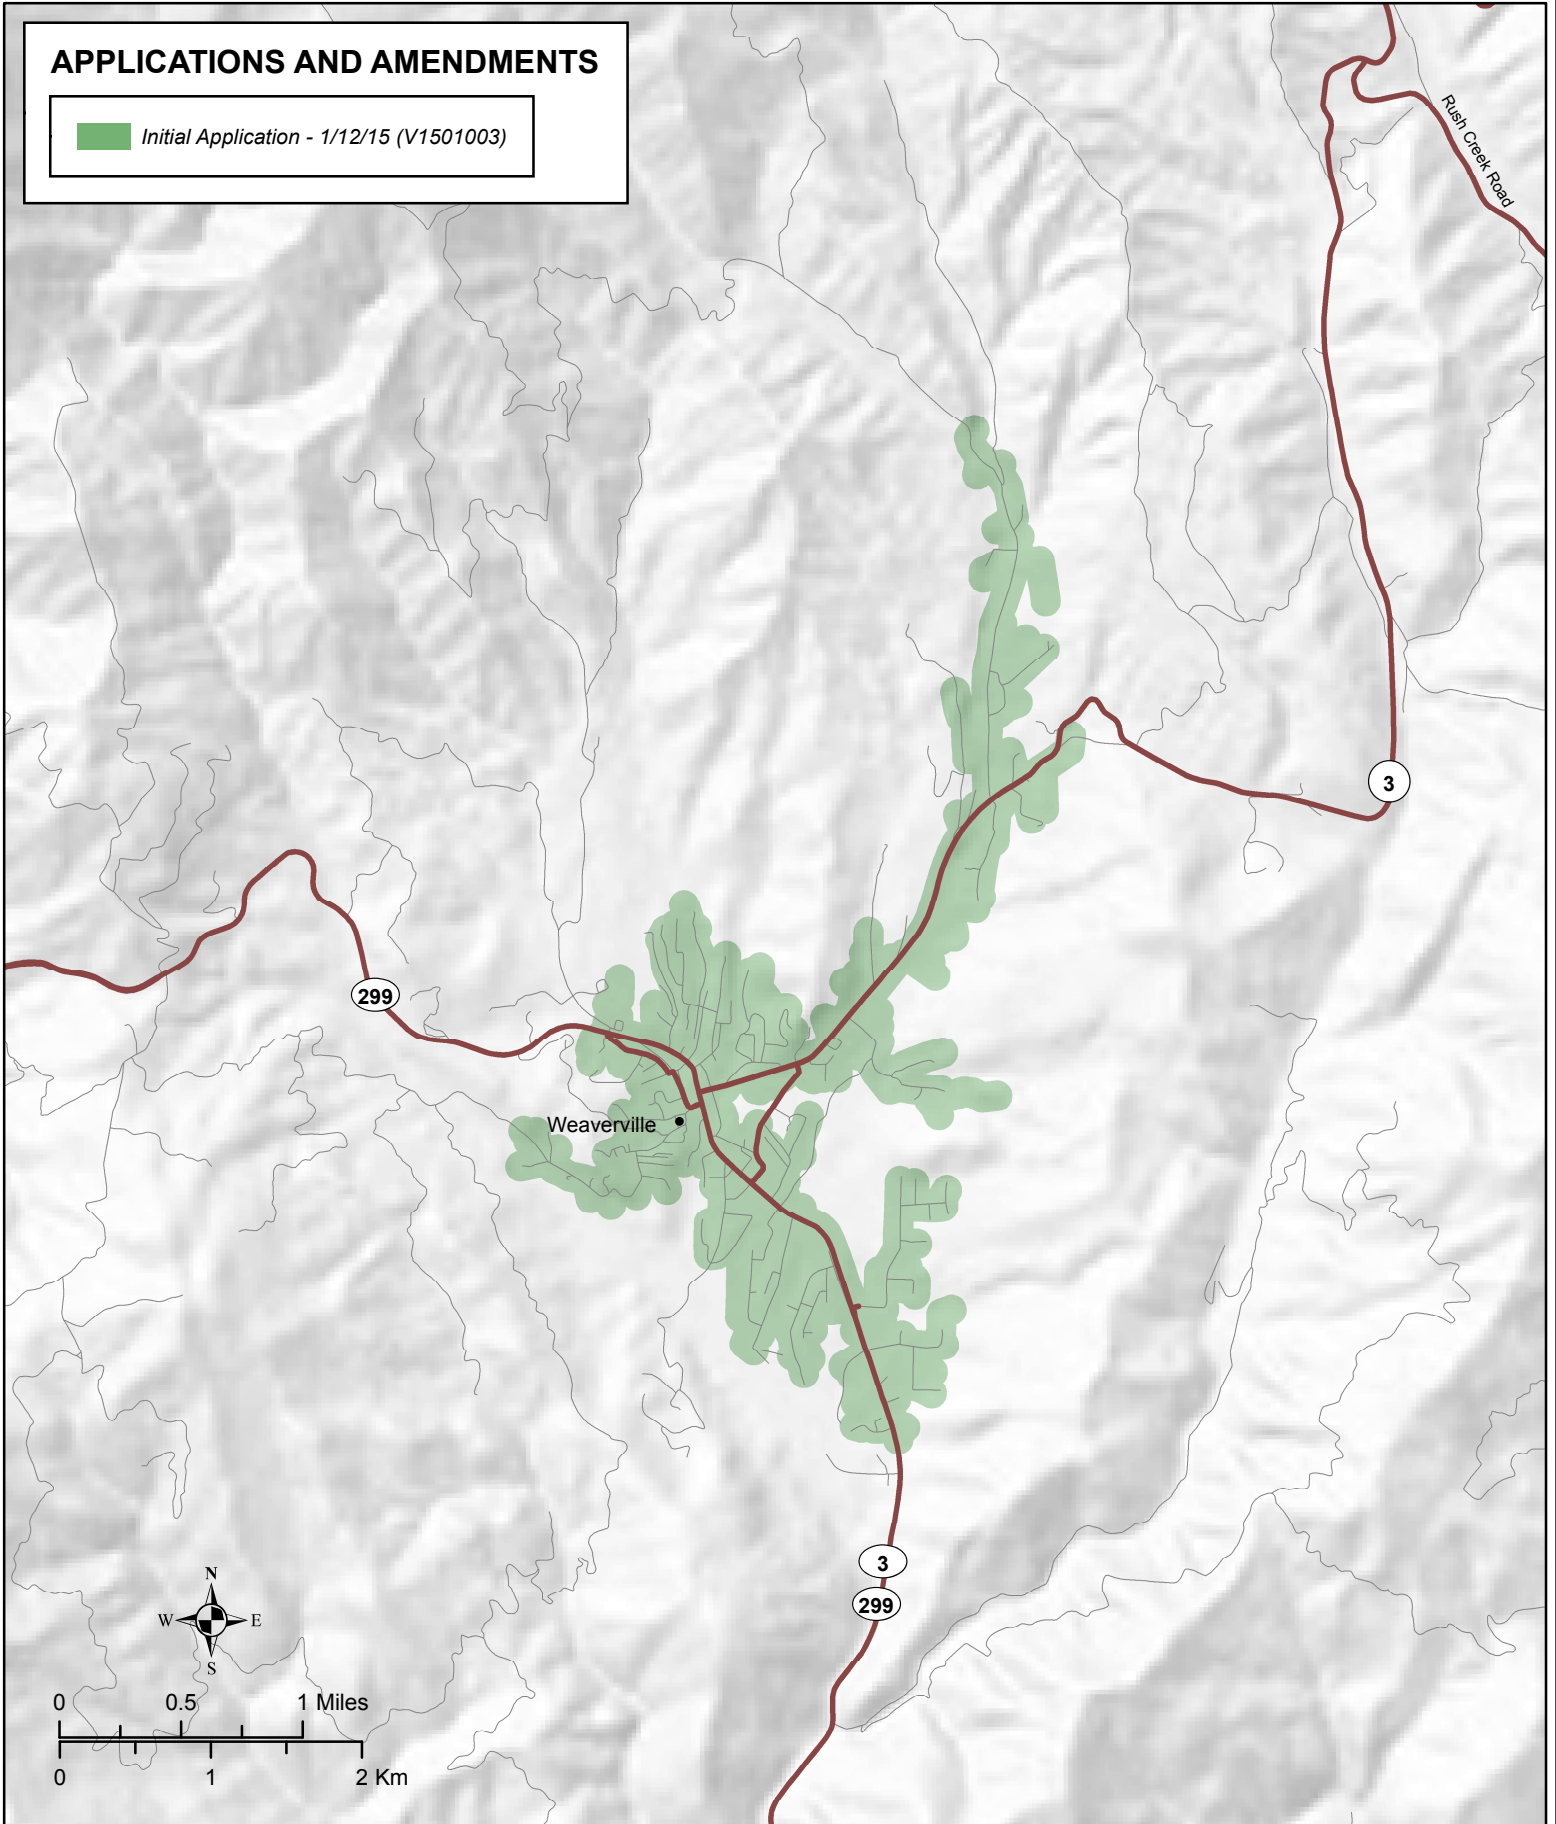 APPLICATIONS AND AMENDMENTS
Initial Application - 1/12/15 (V1501003)
Rush Creek Road
3
299
Weaverville
3
299
N
W E
S
0 0.5 1 Miles
0 1 2 Km